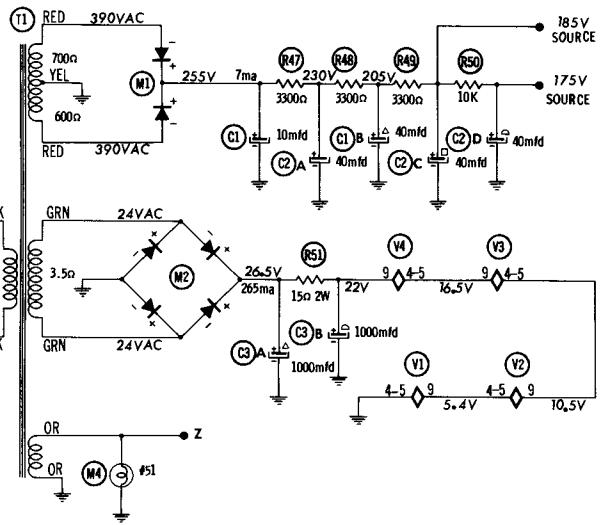 T1
RED
390VAC
700Ω
YEL
600Ω
RED
390VAC
M1
255V
7ma
R47
3300Ω
230V
R48
3300Ω
205V
R49
3300Ω
R50
10K
185V
SOURCE
175V
SOURCE
C1
10mfd
C2 A
40mfd
C1 B
40mfd
C2 C
40mfd
C2 D
40mfd
GRN
24VAC
3.5Ω
GRN
24VAC
M2
26.5V
265ma
R51
15Ω 2W
22V
C3 A
1000mfd
C3 B
1000mfd
V4
9 4-5
16.5V
V3
9 4-5
V1
4-5 9
5.4V
V2
4-5 9
10.5V
OR
OR
Z
M4
#51